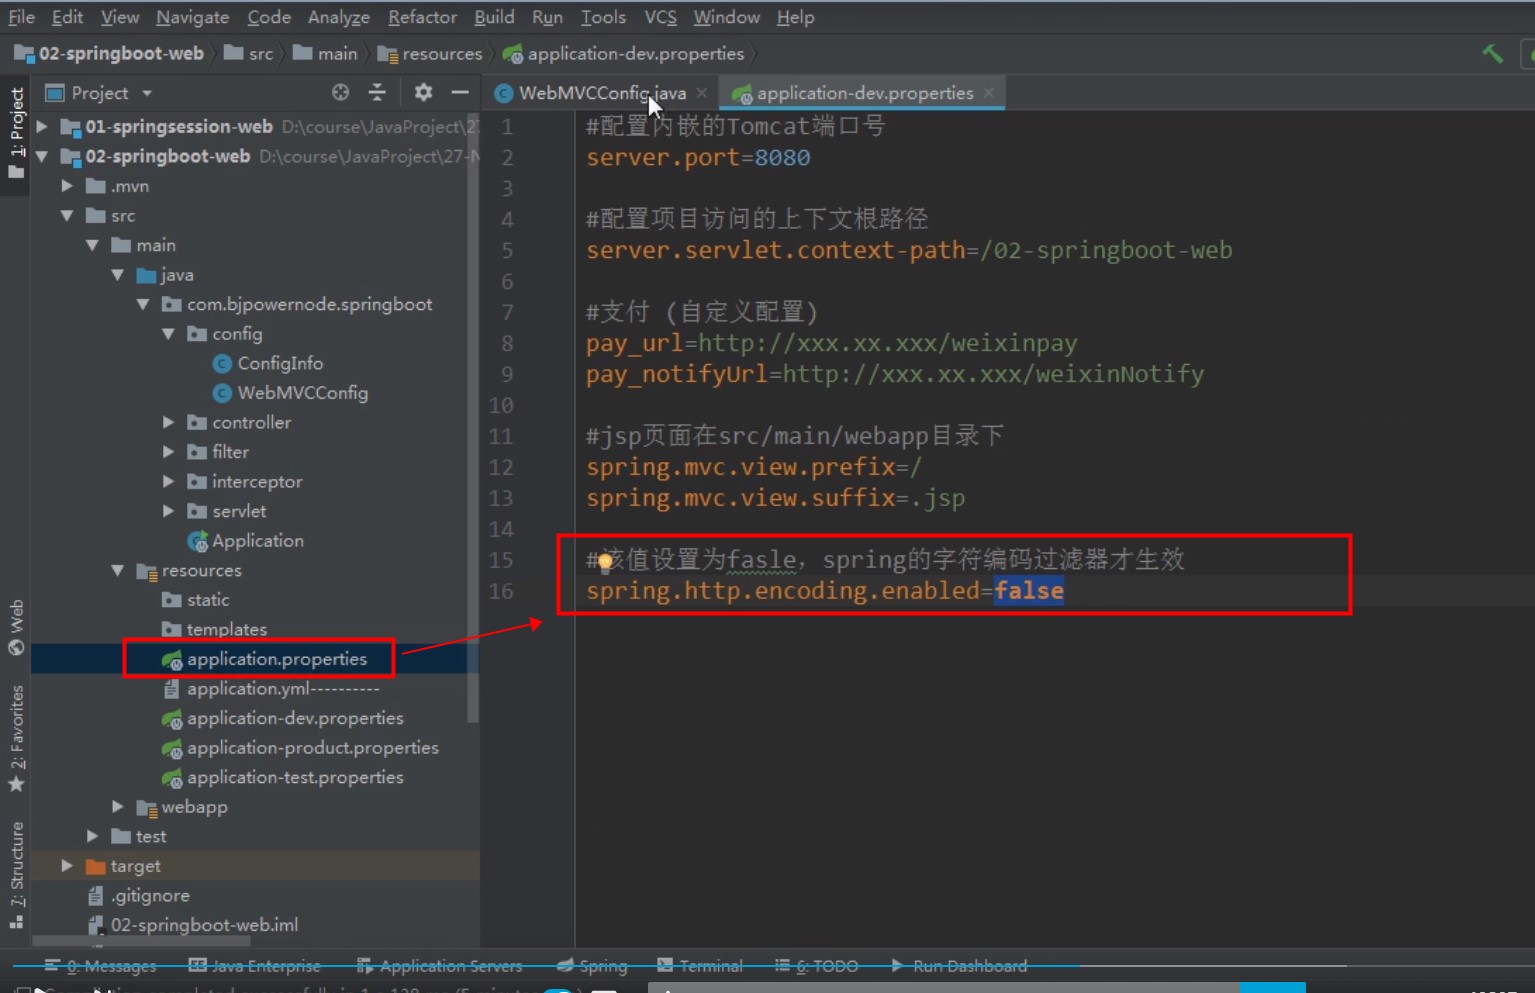 File Edit View Navigate Code Analyze Refactor Build Run Tools VCS Window Help
02-springboot-web src main resources application-dev.properties
Project
WebMVCConfig.java
application-dev.properties
1: Project
2: Favorites
Web
7: Structure
01-springsession-web D:\course\JavaProject\2
02-springboot-web D:\course\JavaProject\27-
.mvn
src
main
java
com.bjpowernode.springboot
config
ConfigInfo
WebMVCConfig
controller
filter
interceptor
servlet
Application
resources
static
templates
application.properties
application.yml----------
application-dev.properties
application-product.properties
application-test.properties
webapp
test
target
.gitignore
02-springboot-web.iml
1 #配置内嵌的Tomcat端口号
2 server.port=8080
3
4 #配置项目访问的上下文根路径
5 server.servlet.context-path=/02-springboot-web
6
7 #支付 (自定义配置)
8 pay_url=http://xxx.xx.xxx/weixinpay
9 pay_notifyUrl=http://xxx.xx.xxx/weixinNotify
10
11 #jsp页面在src/main/webapp目录下
12 spring.mvc.view.prefix=/
13 spring.mvc.view.suffix=.jsp
14
15 #该值设置为fasle，spring的字符编码过滤器才生效
16 spring.http.encoding.enabled=false
0: Messages Java Enterprise Application Servers Spring Terminal 6: TODO Run Dashboard